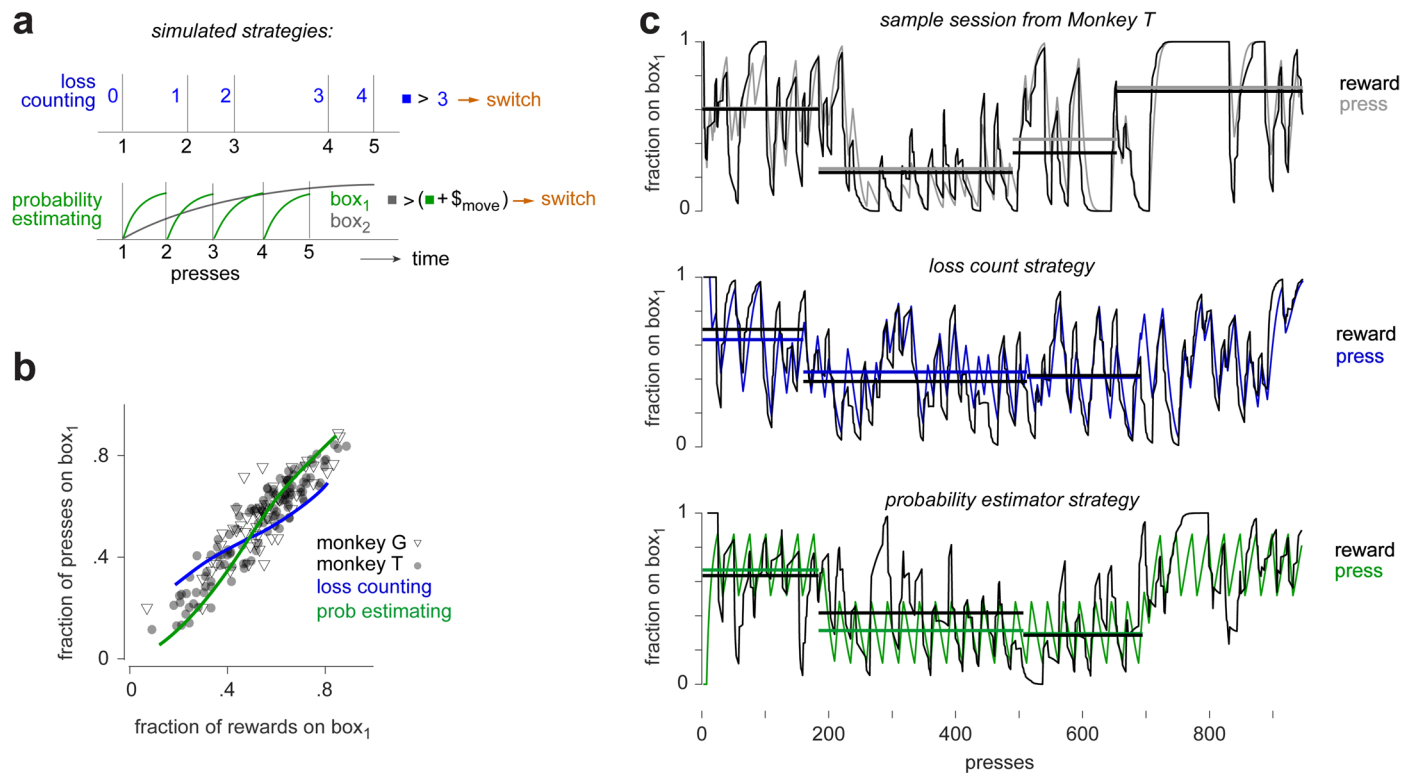 a
simulated strategies:
loss counting
0 1 2 3 4
■ > 3 → switch
1 2 3 4 5
probability estimating
box1
box2
■ > (■ + $move) → switch
1 2 3 4 5
presses
time
b
fraction of presses on box1
.8
.4
0
monkey G ▽
monkey T ●
loss counting
prob estimating
0 .4 .8
fraction of rewards on box1
c
sample session from Monkey T
fraction on box1
1
0
reward
press
loss count strategy
fraction on box1
1
0
reward
press
probability estimator strategy
fraction on box1
1
0
reward
press
0 200 400 600 800
presses